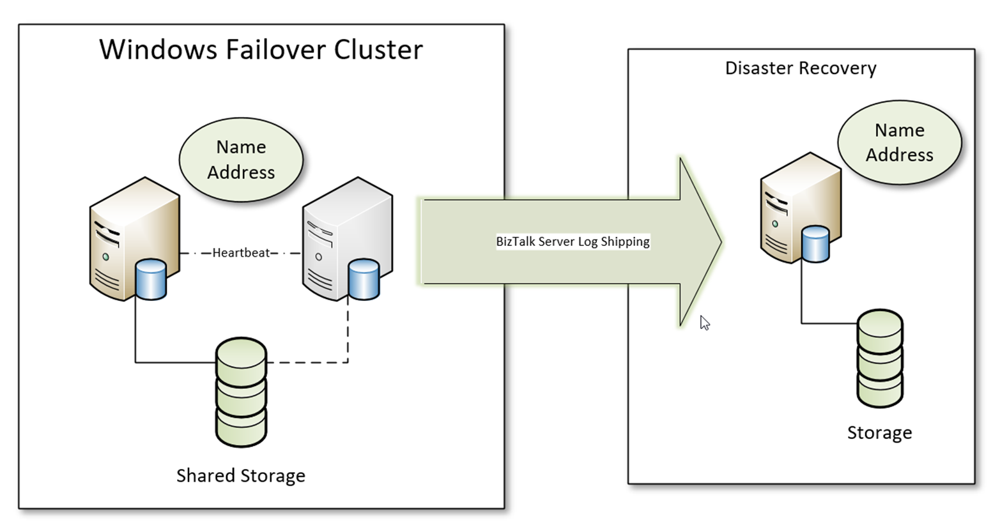 Windows Failover Cluster
Disaster Recovery
Name
Address
Name
Address
Heartbeat
BizTalk Server Log Shipping
Shared Storage
Storage